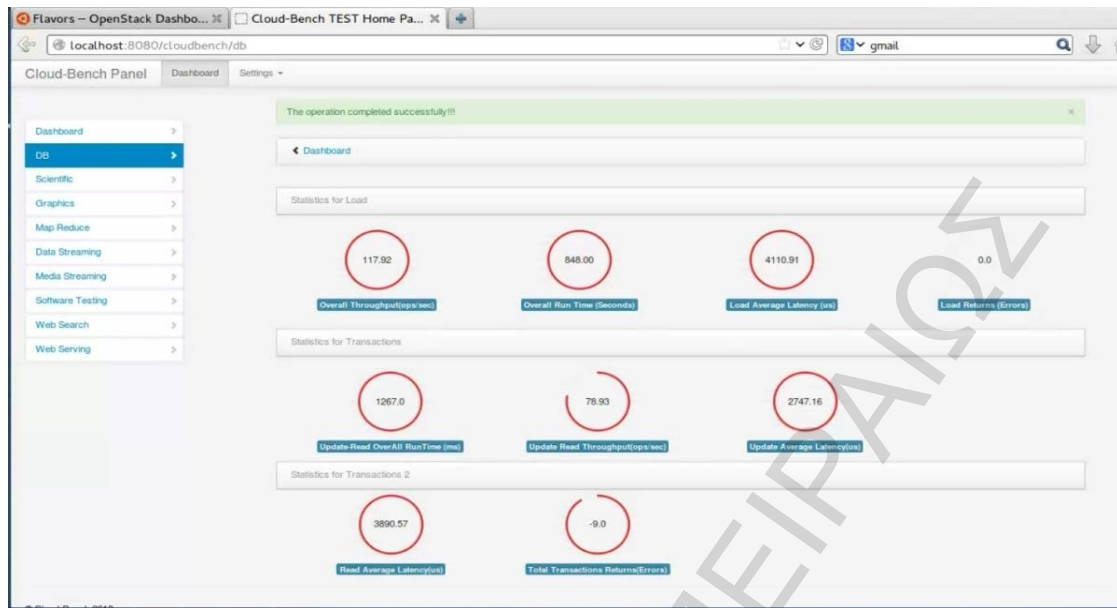 Flavors – OpenStack Dashbo...
Cloud-Bench TEST Home Pa...
localhost:8080/cloudbench/db
gmail
Cloud-Bench Panel
Dashboard
Settings
The operation completed successfully!!!
Dashboard
DB
Scientific
Graphics
Map Reduce
Data Streaming
Media Streaming
Software Testing
Web Search
Web Serving
Dashboard
Statistics for Load
117.92
848.00
4110.91
0.0
Overall Throughput(ops/sec)
Overall Run Time (Seconds)
Load Average Latency (us)
Load Returns (Errors)
Statistics for Transactions
1267.0
78.93
2747.16
Update-Read OverAll RunTime (ms)
Update Read Throughput(ops/sec)
Update Average Latency(us)
Statistics for Transactions 2
3890.57
-9.0
Read Average Latency(us)
Total Transactions Returns(Errors)
ΠΕΙΡΑΙΩΣ